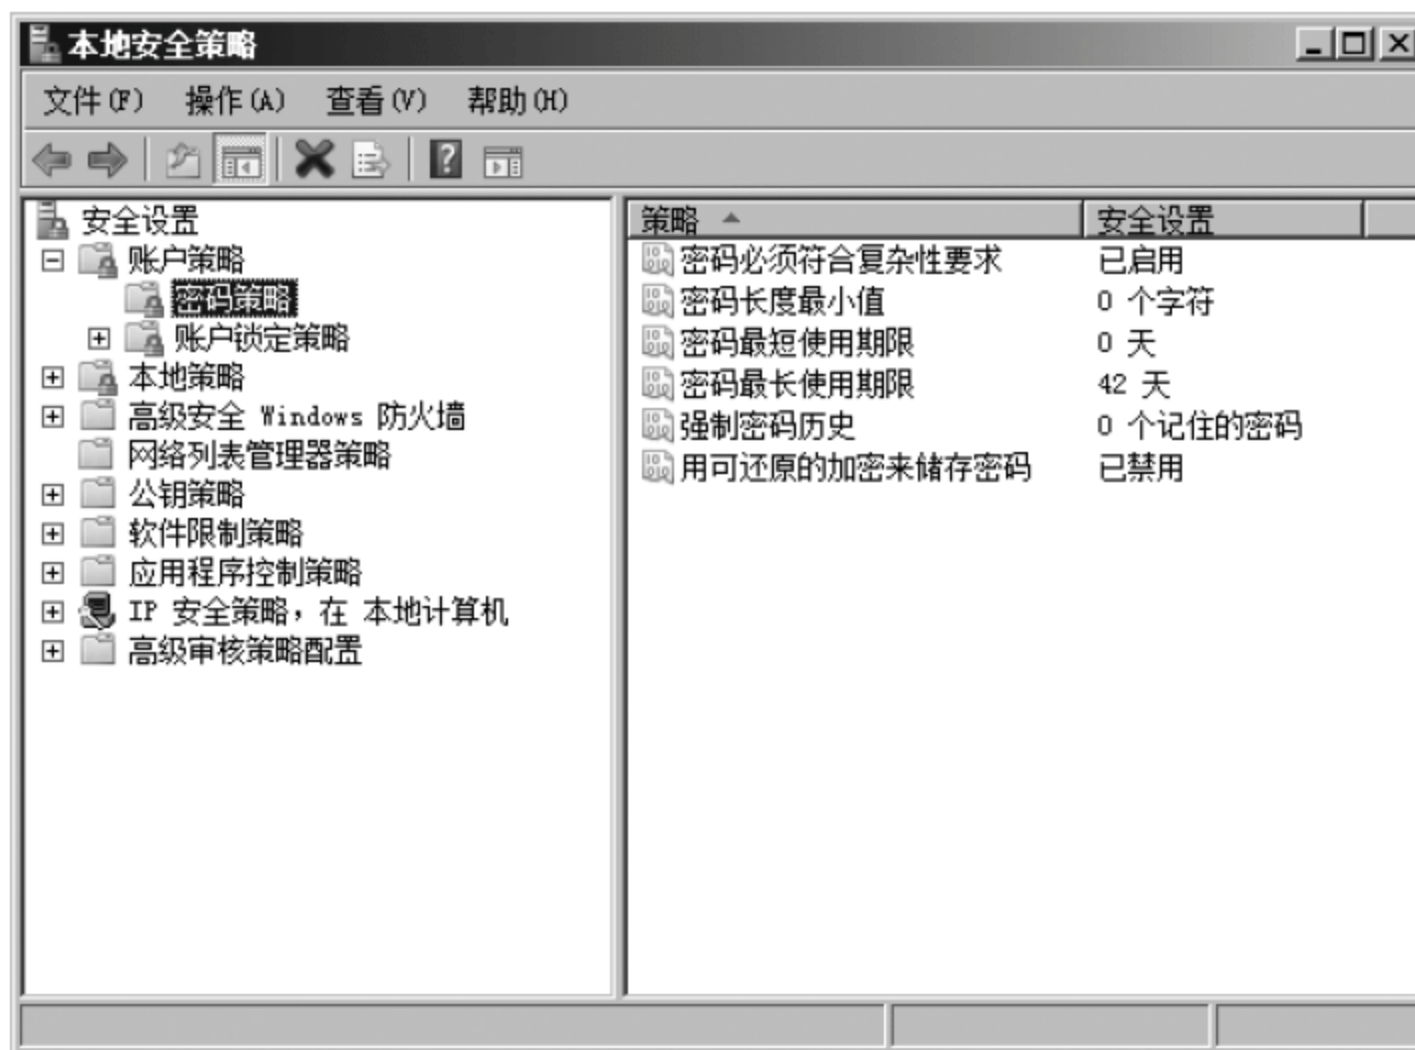 本地安全策略
文件(F) 操作(A) 查看(V) 帮助(H)
安全设置
账户策略
密码策略
账户锁定策略
本地策略
高级安全 Windows 防火墙
网络列表管理器策略
公钥策略
软件限制策略
应用程序控制策略
IP 安全策略，在 本地计算机
高级审核策略配置
策略 安全设置
密码必须符合复杂性要求 已启用
密码长度最小值 0 个字符
密码最短使用期限 0 天
密码最长使用期限 42 天
强制密码历史 0 个记住的密码
用可还原的加密来储存密码 已禁用